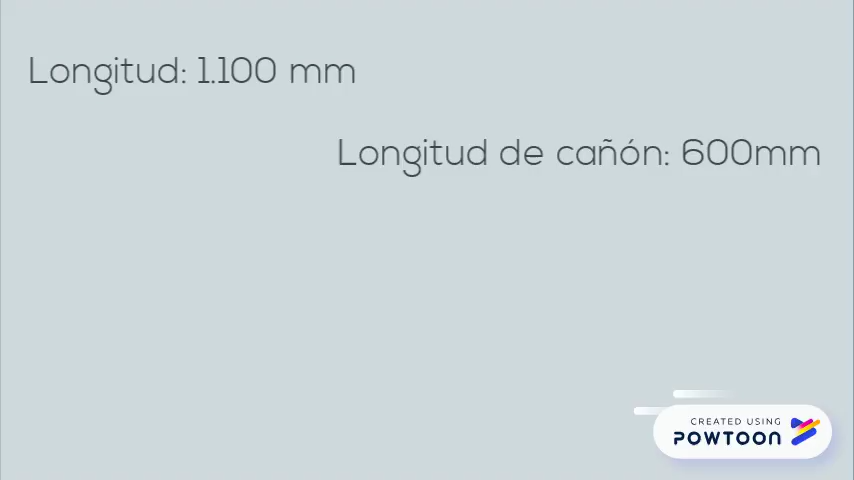 Longitud: 1.100 mm
Longitud de cañón: 600mm
CREATED USING
POWTOON